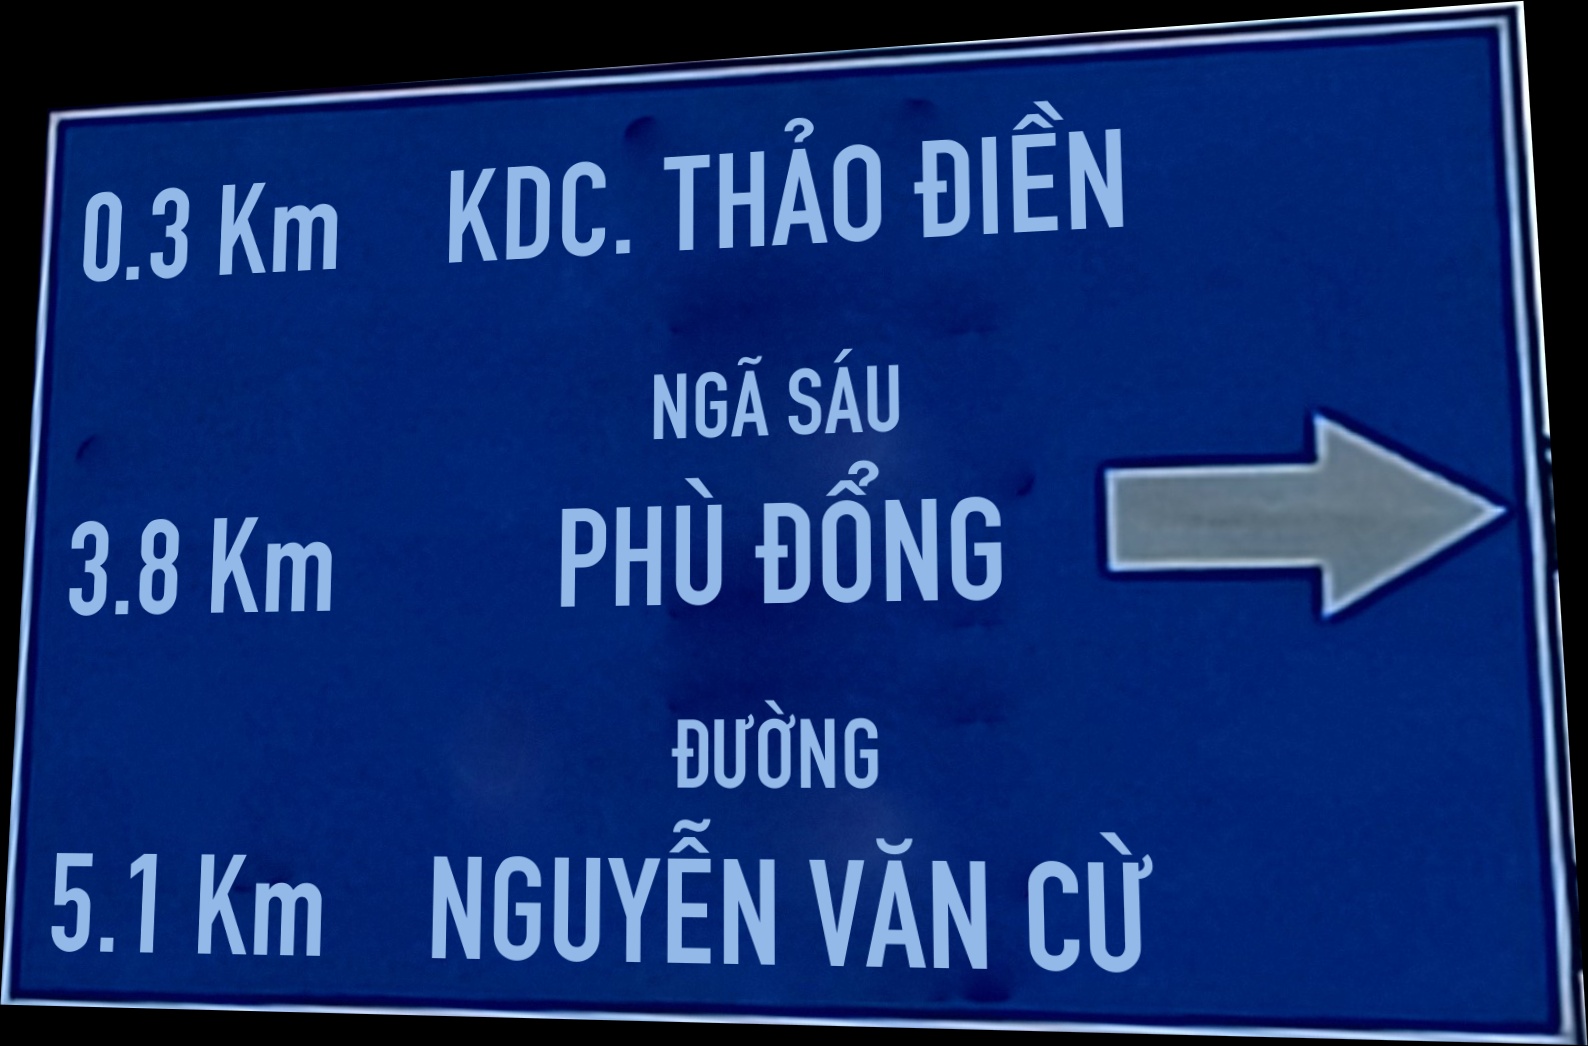 0.3 Km KDC. THẢO ĐIỀN
NGÃ SÁU
3.8 Km PHÙ ĐỔNG
ĐƯỜNG
5.1 Km NGUYỄN VĂN CỪ